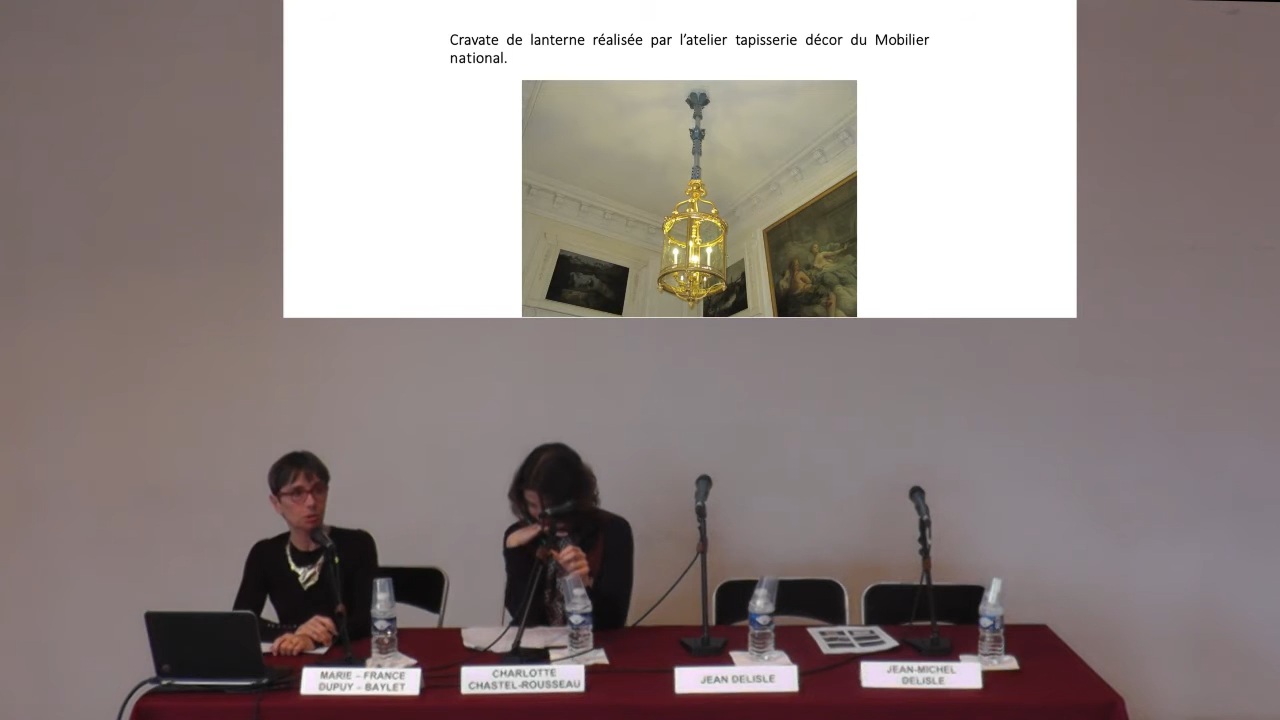 Cravate de lanterne réalisée par l'atelier tapisserie décor du Mobilier
national.
MARIE – FRANCE
DUPUY – BAYLET
CHARLOTTE
CHASTEL-ROUSSEAU
JEAN DELISLE
JEAN-MICHEL
DELISLE